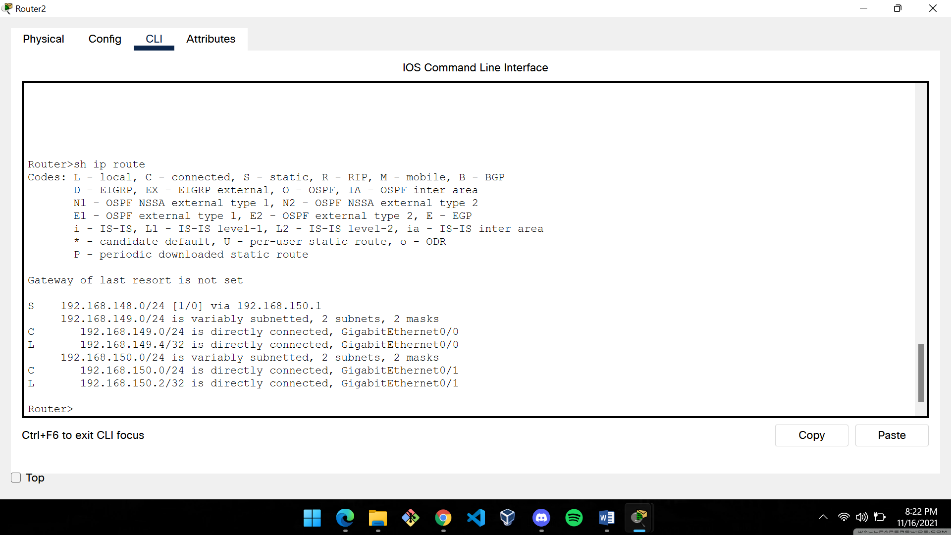 Router2
Physical Config CLI Attributes
IOS Command Line Interface
Router>sh ip route
Codes: L - local, C - connected, S - static, R - RIP, M - mobile, B - BGP
D - EIGRP, EX - EIGRP external, O - OSPF, IA - OSPF inter area
N1 - OSPF NSSA external type 1, N2 - OSPF NSSA external type 2
E1 - OSPF external type 1, E2 - OSPF external type 2, E - EGP
i - IS-IS, L1 - IS-IS level-1, L2 - IS-IS level-2, ia - IS-IS inter area
* - candidate default, U - per-user static route, o - ODR
P - periodic downloaded static route
Gateway of last resort is not set
S 192.168.148.0/24 [1/0] via 192.168.150.1
192.168.149.0/24 is variably subnetted, 2 subnets, 2 masks
C 192.168.149.0/24 is directly connected, GigabitEthernet0/0
L 192.168.149.4/32 is directly connected, GigabitEthernet0/0
192.168.150.0/24 is variably subnetted, 2 subnets, 2 masks
C 192.168.150.0/24 is directly connected, GigabitEthernet0/1
L 192.168.150.2/32 is directly connected, GigabitEthernet0/1
Router>
Ctrl+F6 to exit CLI focus
Copy Paste
Top
8:22 PM
11/16/2021